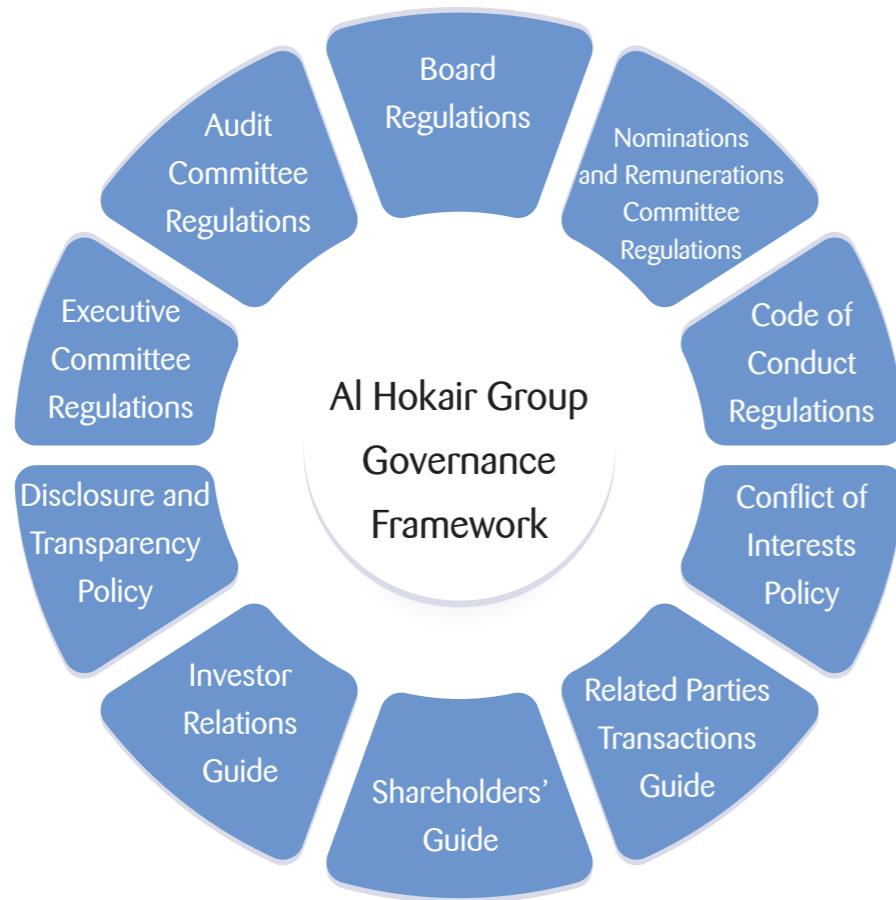 Board
Regulations
Nominations
and Remunerations
Committee
Regulations
Code of
Conduct
Regulations
Conflict of
Interests
Policy
Related Parties
Transactions
Guide
Shareholders’
Guide
Investor
Relations
Guide
Disclosure and
Transparency
Policy
Executive
Committee
Regulations
Audit
Committee
Regulations
Al Hokair Group
Governance
Framework